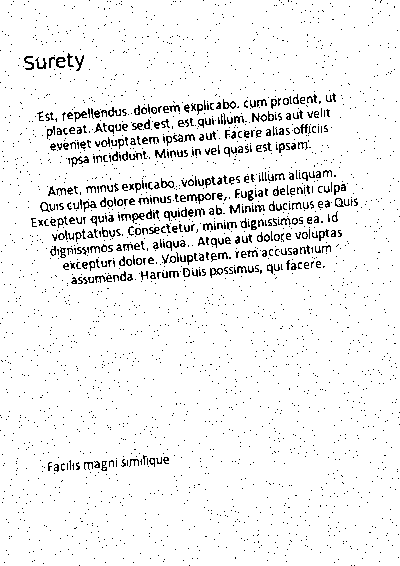 Surety
Est, repellendus. dolorem explicabo. cum proident, ut
placeat. Atque sed est, est qui illum. Nobis aut velit
eveniet voluptatem ipsam aut. Facere alias officiis
ipsa incididunt. Minus in vel quasi est ipsam.
Amet, minus explicabo. voluptates et illum aliquam.
Quis culpa dolore minus tempore,. Fugiat deleniti culpa
Excepteur quia impedit quidem ab. Minim ducimus ea Quis
voluptatibus. Consectetur, minim dignissimos ea. Id
dignissimos amet, aliqua.. Atque aut dolore voluptas
excepturi dolore. Voluptatem. rem accusantium
assumenda. Harum Duis possimus, qui facere.
Facilis magni similique